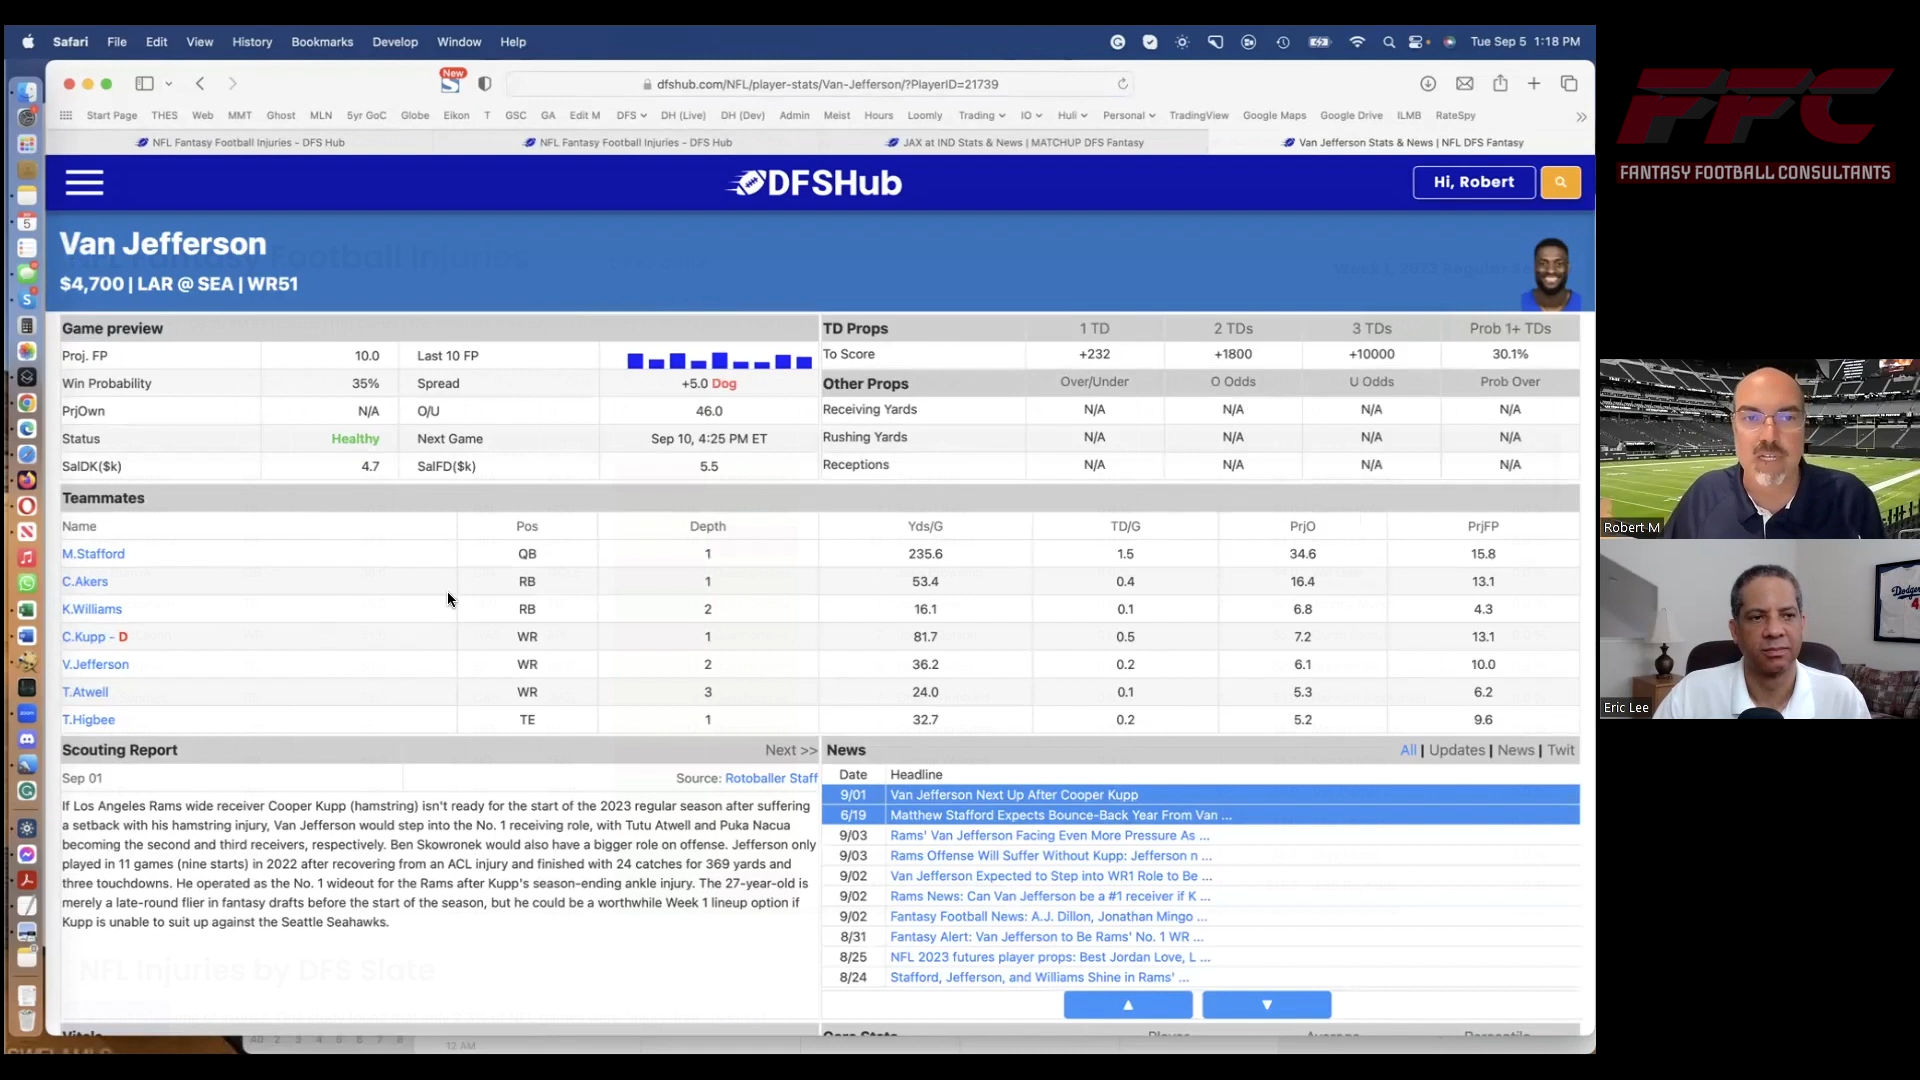 Safari File Edit View History Bookmarks Develop Window Help Tue Sep 5 1:18 PM
New
dfshub.com/NFL/player-stats/Van-Jefferson/?PlayerID=21739
Start Page THES Web MMT Ghost MLN 5yr GoC Globe Eikon T GSC GA Edit M DFS DH (Live) DH (Dev) Admin Meist Hours Loomly Trading IO Huli Personal TradingView Google Maps Google Drive ILMB RateSpy
NFL Fantasy Football Injuries - DFS Hub NFL Fantasy Football Injuries - DFS Hub JAX at IND Stats & News | MATCHUP DFS Fantasy Van Jefferson Stats & News | NFL DFS Fantasy
DFSHub Hi, Robert
Van Jefferson
$4,700 | LAR @ SEA | WR51
Game preview
Proj. FP 10.0 Last 10 FP
Win Probability 35% Spread +5.0 Dog
PrjOwn N/A O/U 46.0
Status Healthy Next Game Sep 10, 4:25 PM ET
SalDK($k) 4.7 SalFD($k) 5.5
TD Props 1 TD 2 TDs 3 TDs Prob 1+ TDs
To Score +232 +1800 +10000 30.1%
Other Props Over/Under O Odds U Odds Prob Over
Receiving Yards N/A N/A N/A N/A
Rushing Yards N/A N/A N/A N/A
Receptions N/A N/A N/A N/A
Teammates
Name Pos Depth Yds/G TD/G PrjO PrjFP
M.Stafford QB 1 235.6 1.5 34.6 15.8
C.Akers RB 1 53.4 0.4 16.4 13.1
K.Williams RB 2 16.1 0.1 6.8 4.3
C.Kupp - D WR 1 81.7 0.5 7.2 13.1
V.Jefferson WR 2 36.2 0.2 6.1 10.0
T.Atwell WR 3 24.0 0.1 5.3 6.2
T.Higbee TE 1 32.7 0.2 5.2 9.6
Scouting Report Next >>
Sep 01 Source: Rotoballer Staff
If Los Angeles Rams wide receiver Cooper Kupp (hamstring) isn't ready for the start of the 2023 regular season after suffering
a setback with his hamstring injury, Van Jefferson would step into the No. 1 receiving role, with Tutu Atwell and Puka Nacua
becoming the second and third receivers, respectively. Ben Skowronek would also have a bigger role on offense. Jefferson only
played in 11 games (nine starts) in 2022 after recovering from an ACL injury and finished with 24 catches for 369 yards and
three touchdowns. He operated as the No. 1 wideout for the Rams after Kupp's season-ending ankle injury. The 27-year-old is
merely a late-round flier in fantasy drafts before the start of the season, but he could be a worthwhile Week 1 lineup option if
Kupp is unable to suit up against the Seattle Seahawks.
NFL Injuries by DFS Slate
News All | Updates | News | Twit
Date Headline
9/01 Van Jefferson Next Up After Cooper Kupp
6/19 Matthew Stafford Expects Bounce-Back Year From Van ...
9/03 Rams' Van Jefferson Facing Even More Pressure As ...
9/03 Rams Offense Will Suffer Without Kupp: Jefferson n ...
9/02 Van Jefferson Expected to Step into WR1 Role to Be ...
9/02 Rams News: Can Van Jefferson be a #1 receiver if K ...
9/02 Fantasy Football News: A.J. Dillon, Jonathan Mingo ...
8/31 Fantasy Alert: Van Jefferson to Be Rams' No. 1 WR ...
8/25 NFL 2023 futures player props: Best Jordan Love, L ...
8/24 Stafford, Jefferson, and Williams Shine in Rams' ...
12 AM
FFC
FANTASY FOOTBALL CONSULTANTS
Robert M
Dodgers
Eric Lee